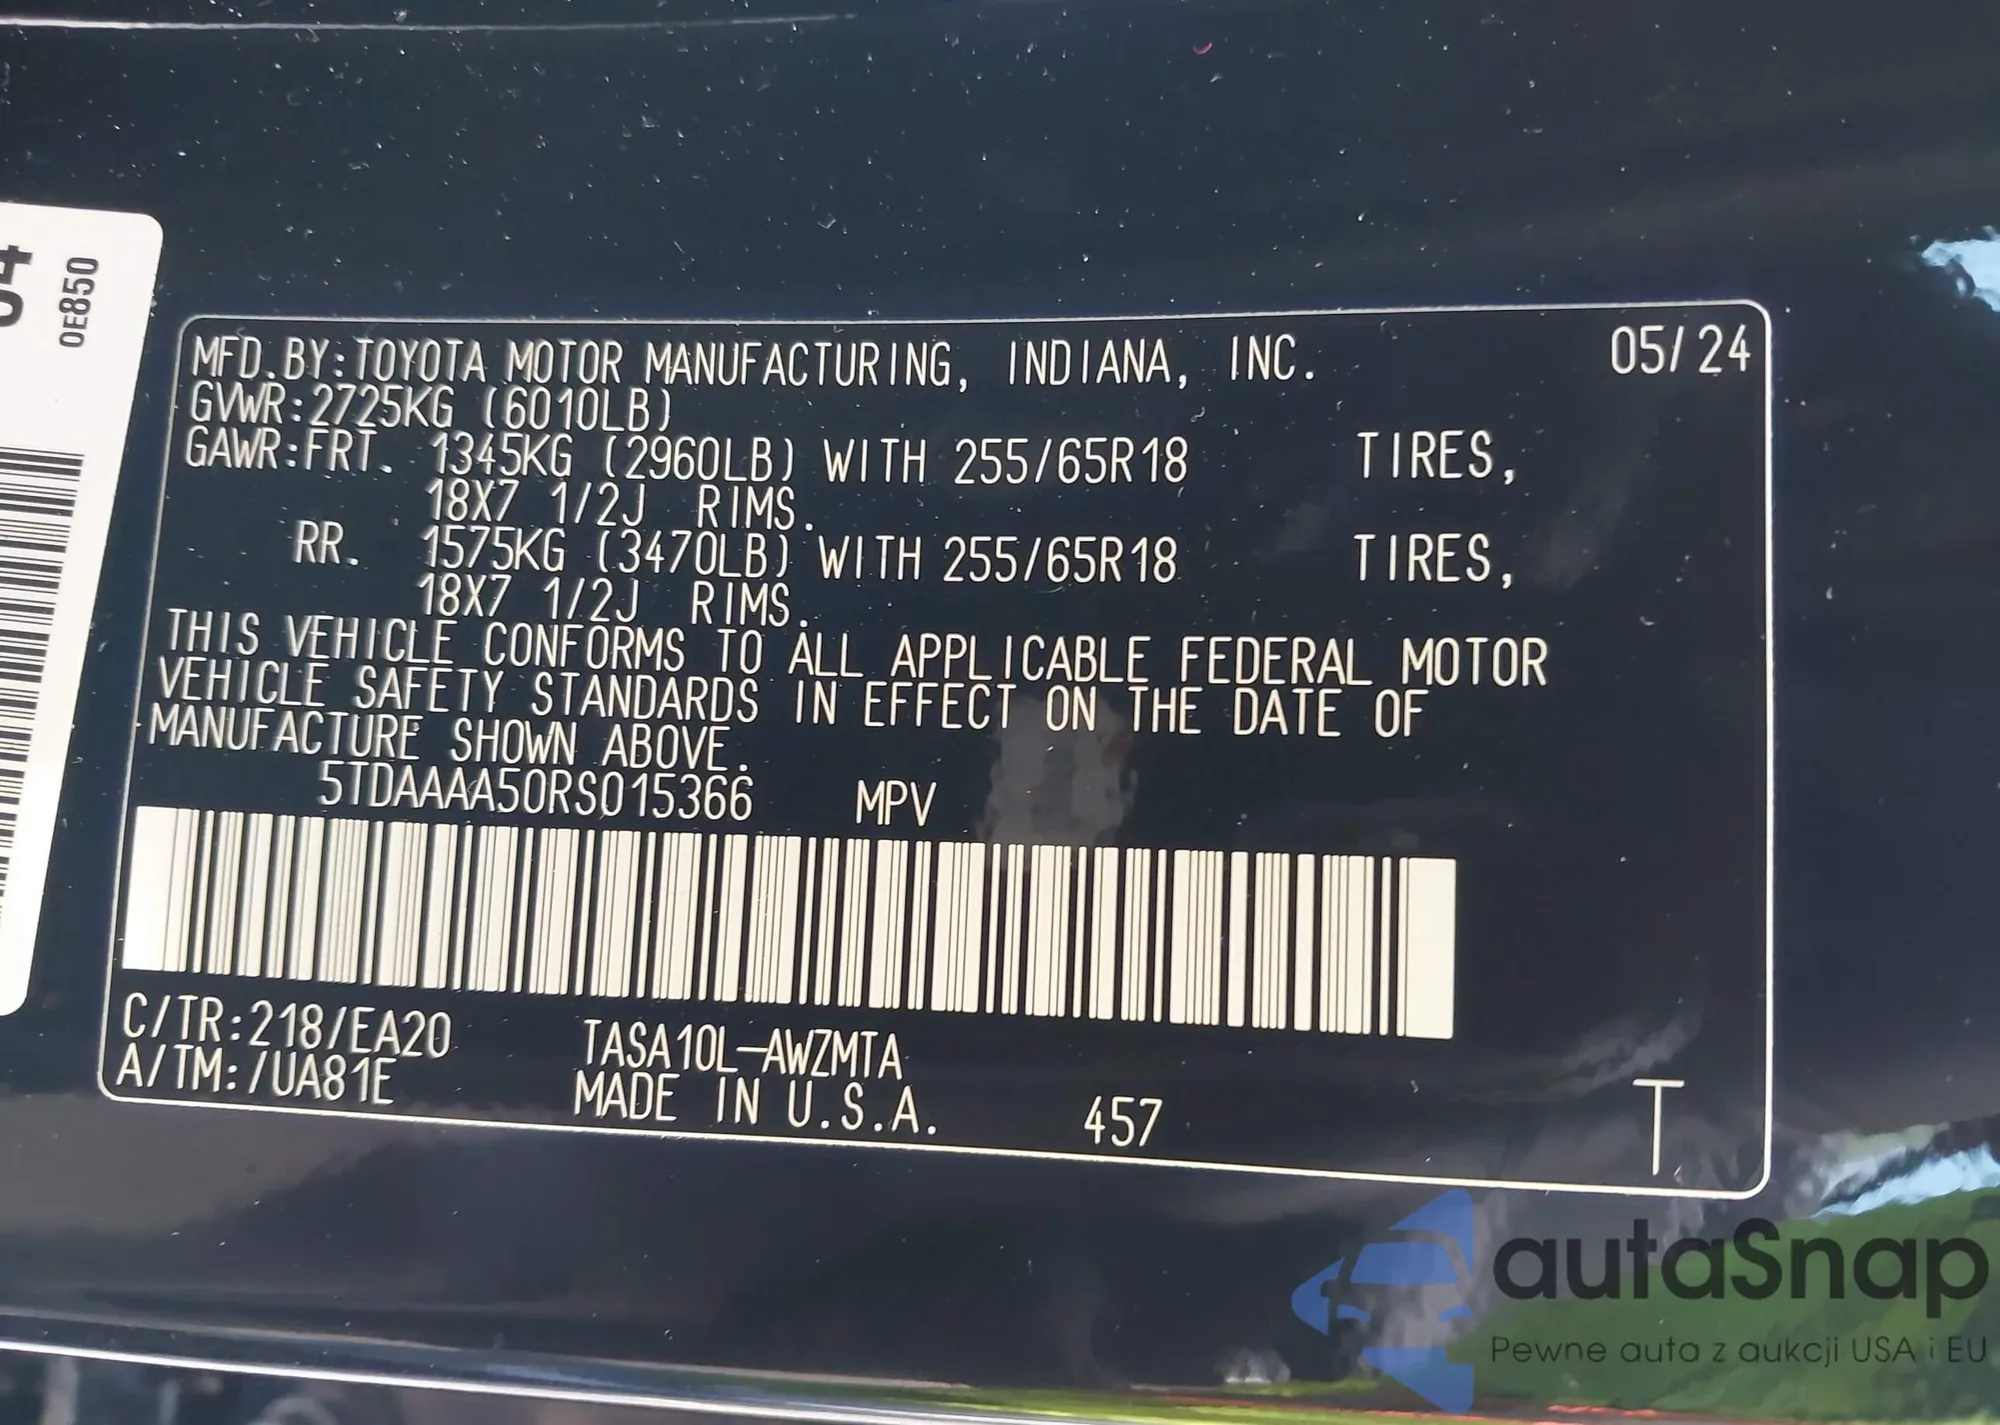 0E850
MFD.BY:TOYOTA MOTOR MANUFACTURING, INDIANA, INC. 05/24
GVWR:2725KG (6010LB)
GAWR:FRT. 1345KG (2960LB) WITH 255/65R18 TIRES,
18X7 1/2J RIMS.
RR. 1575KG (3470LB) WITH 255/65R18 TIRES,
18X7 1/2J RIMS.
THIS VEHICLE CONFORMS TO ALL APPLICABLE FEDERAL MOTOR
VEHICLE SAFETY STANDARDS IN EFFECT ON THE DATE OF
MANUFACTURE SHOWN ABOVE.
5TDAAAA50RS015366 MPV
C/TR:218/EA20 TASA10L-AWZMTA
A/TM:/UA81E MADE IN U.S.A. 457 T
autaSnap
Pewne auta z aukcji USA i EU